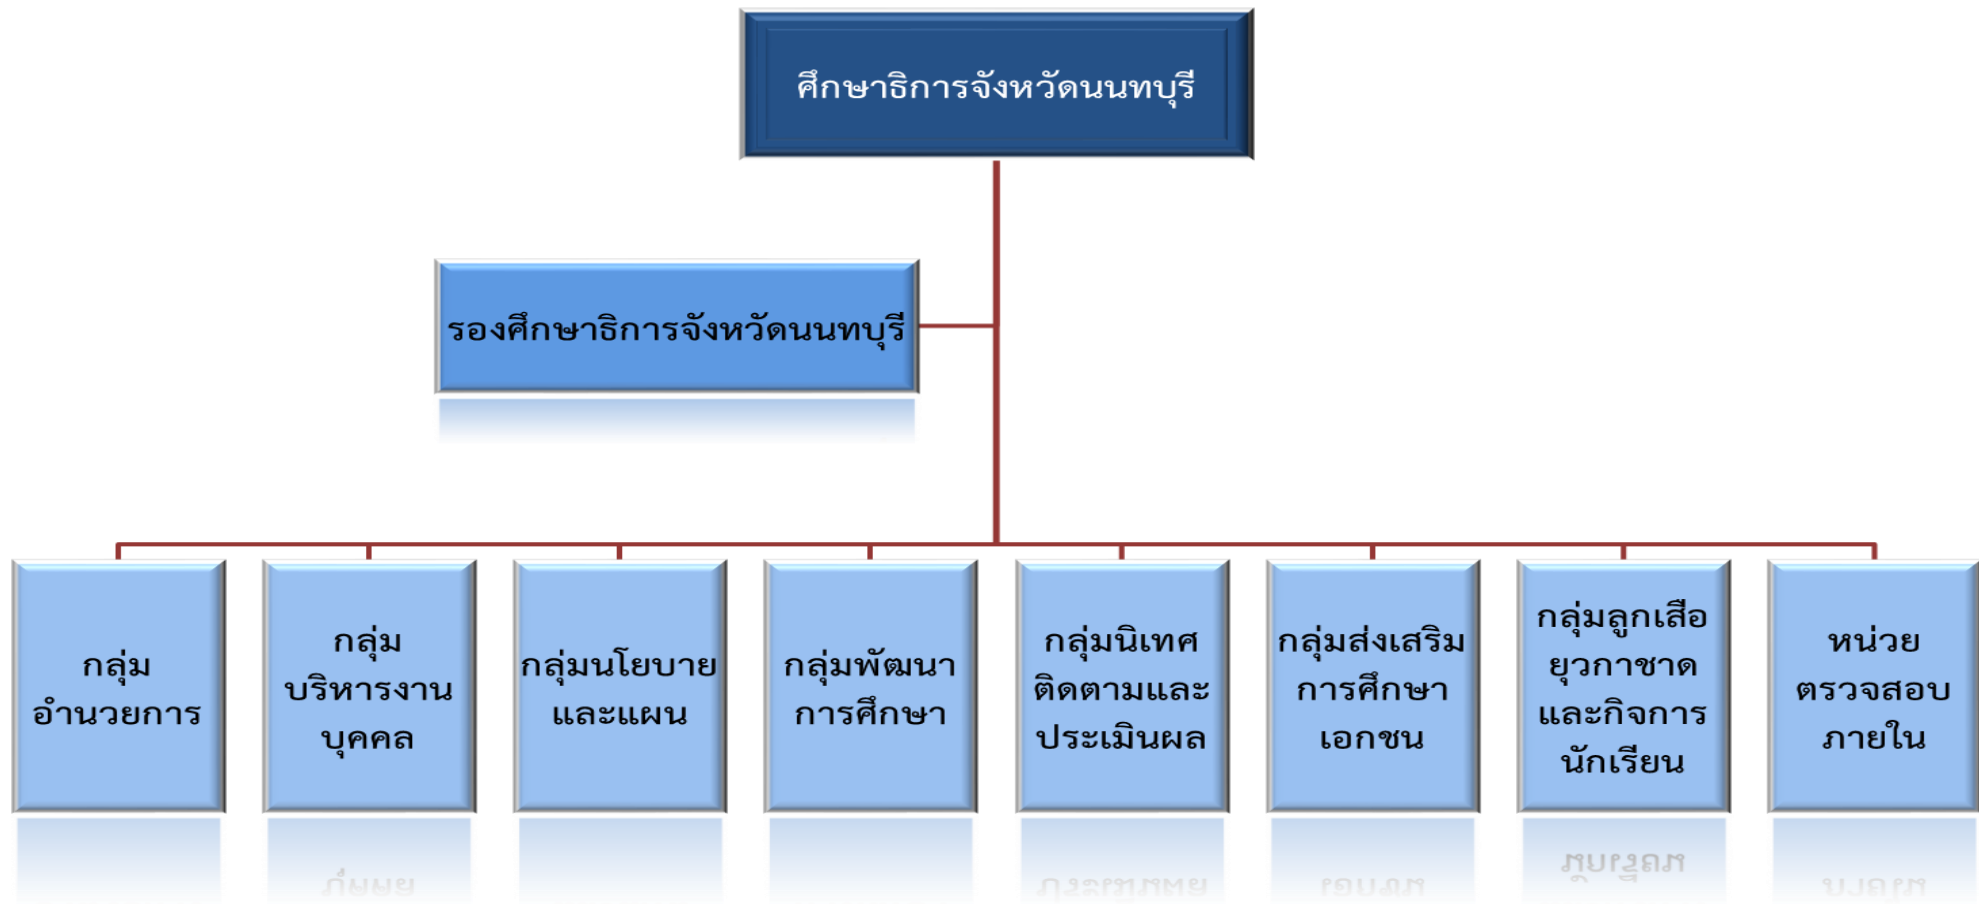 ศึกษาธิการจังหวัดนนทบุรี
รองศึกษาธิการจังหวัดนนทบุรี
กลุ่ม
อำนวยการ
กลุ่ม
บริหารงาน
บุคคล
กลุ่มนโยบาย
และแผน
กลุ่มพัฒนา
การศึกษา
กลุ่มนิเทศ
ติดตามและ
ประเมินผล
กลุ่มส่งเสริม
การศึกษา
เอกชน
กลุ่มลูกเสือ
ยุวกาชาด
และกิจการ
นักเรียน
หน่วย
ตรวจสอบ
ภายใน